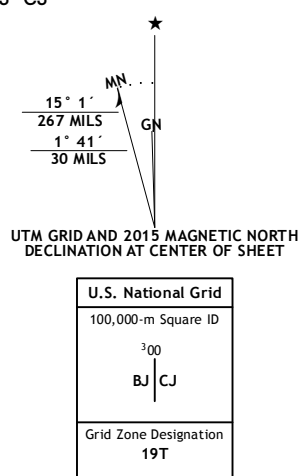 MN
15° 1´
267 MILS
GN
1° 41´
30 MILS
UTM GRID AND 2015 MAGNETIC NORTH
DECLINATION AT CENTER OF SHEET
U.S. National Grid
100,000-m Square ID
³00
BJ CJ
Grid Zone Designation
19T